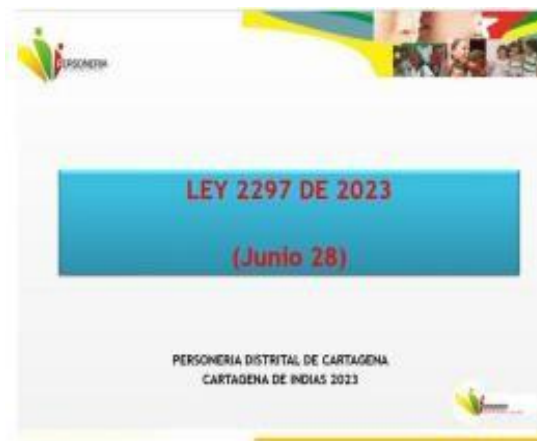 PERSONERIA
LEY 2297 DE 2023
(Junio 28)
PERSONERIA DISTRITAL DE CARTAGENA
CARTAGENA DE INDIAS 2023